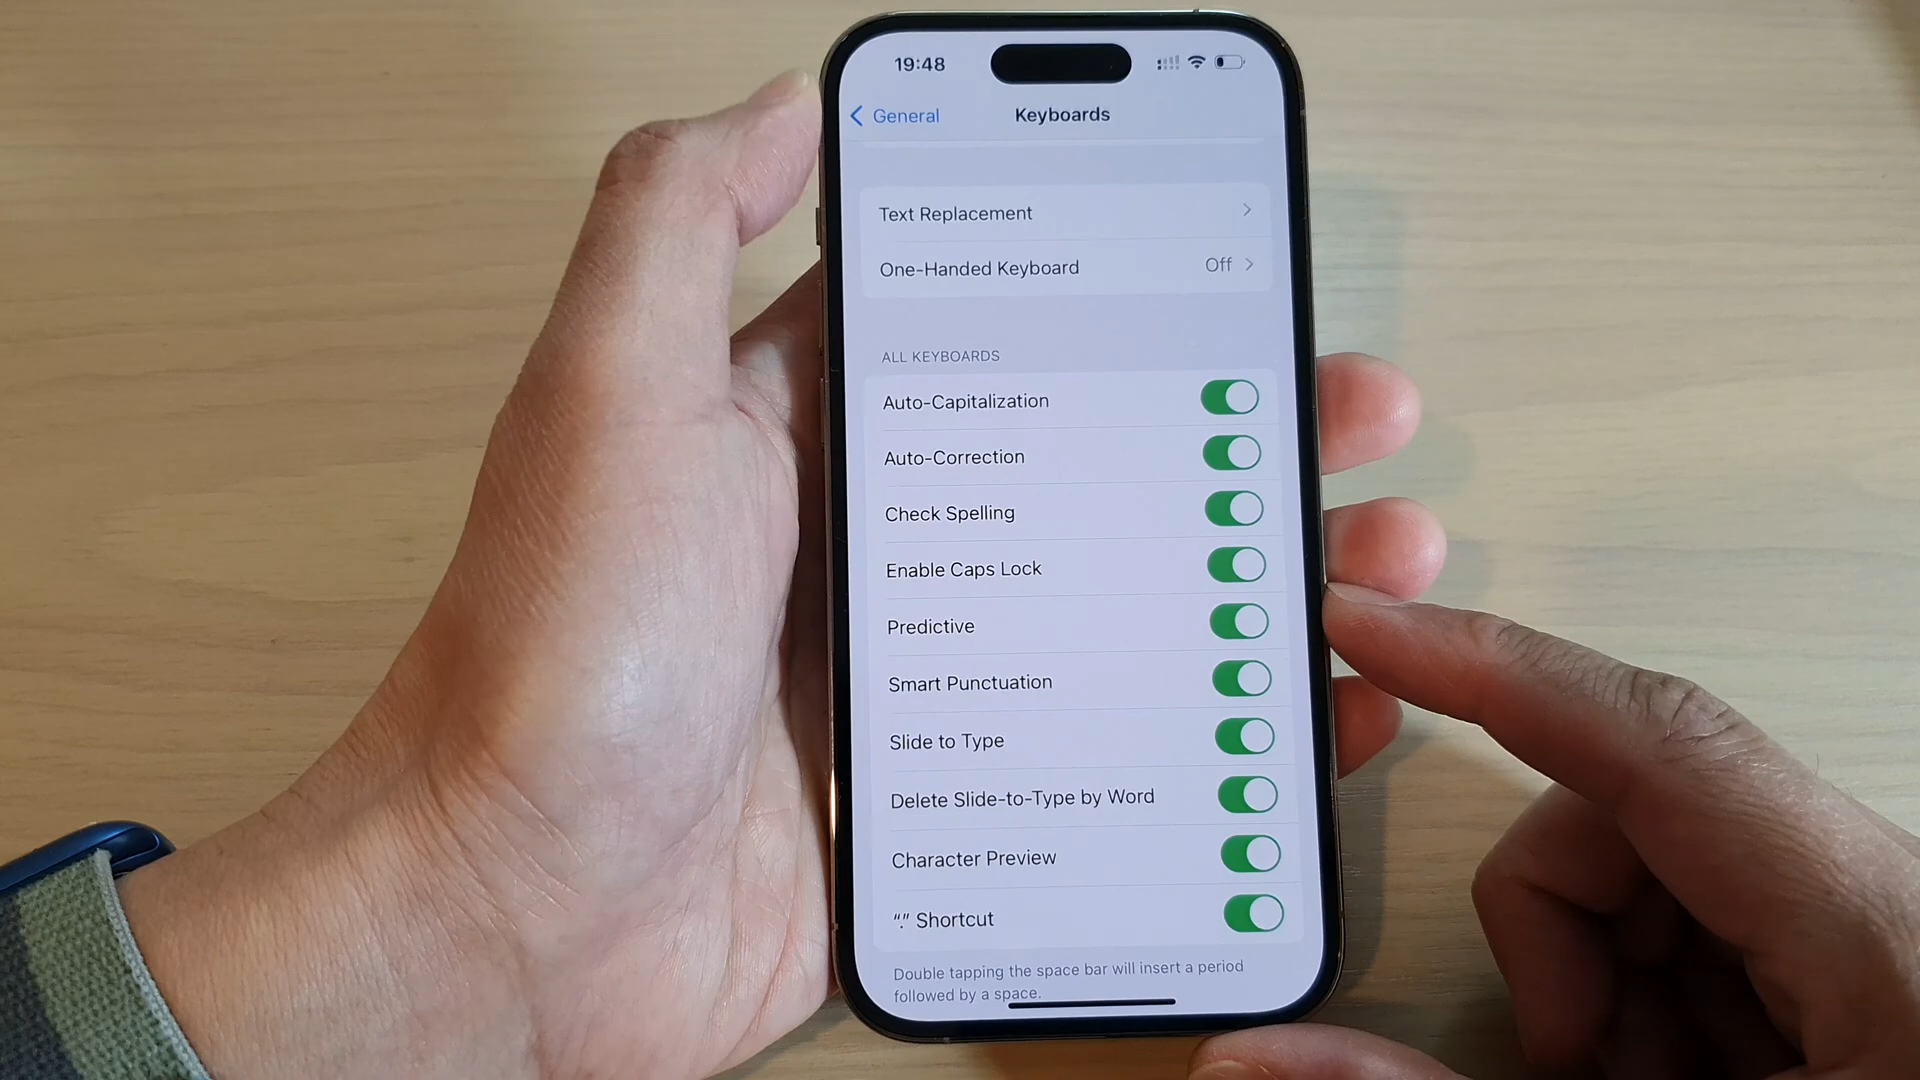 19:48
General
Keyboards
Text Replacement
One-Handed Keyboard Off
ALL KEYBOARDS
Auto-Capitalization
Auto-Correction
Check Spelling
Enable Caps Lock
Predictive
Smart Punctuation
Slide to Type
Delete Slide-to-Type by Word
Character Preview
“.” Shortcut
Double tapping the space bar will insert a period
followed by a space.